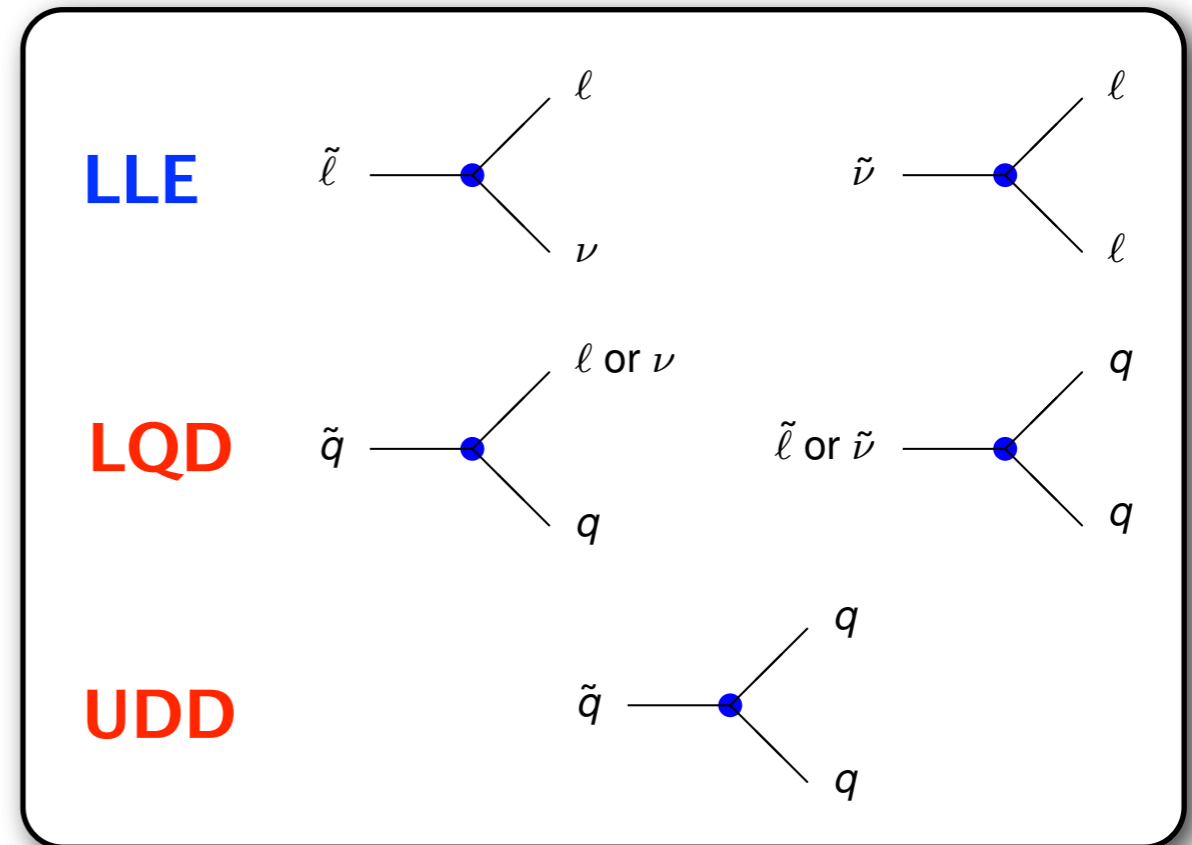 ℓ ℓ
LLE ℓ̃ ν̃
ν ℓ
ℓ or ν q
LQD q̃ ℓ̃ or ν̃
q q
q
UDD q̃
q